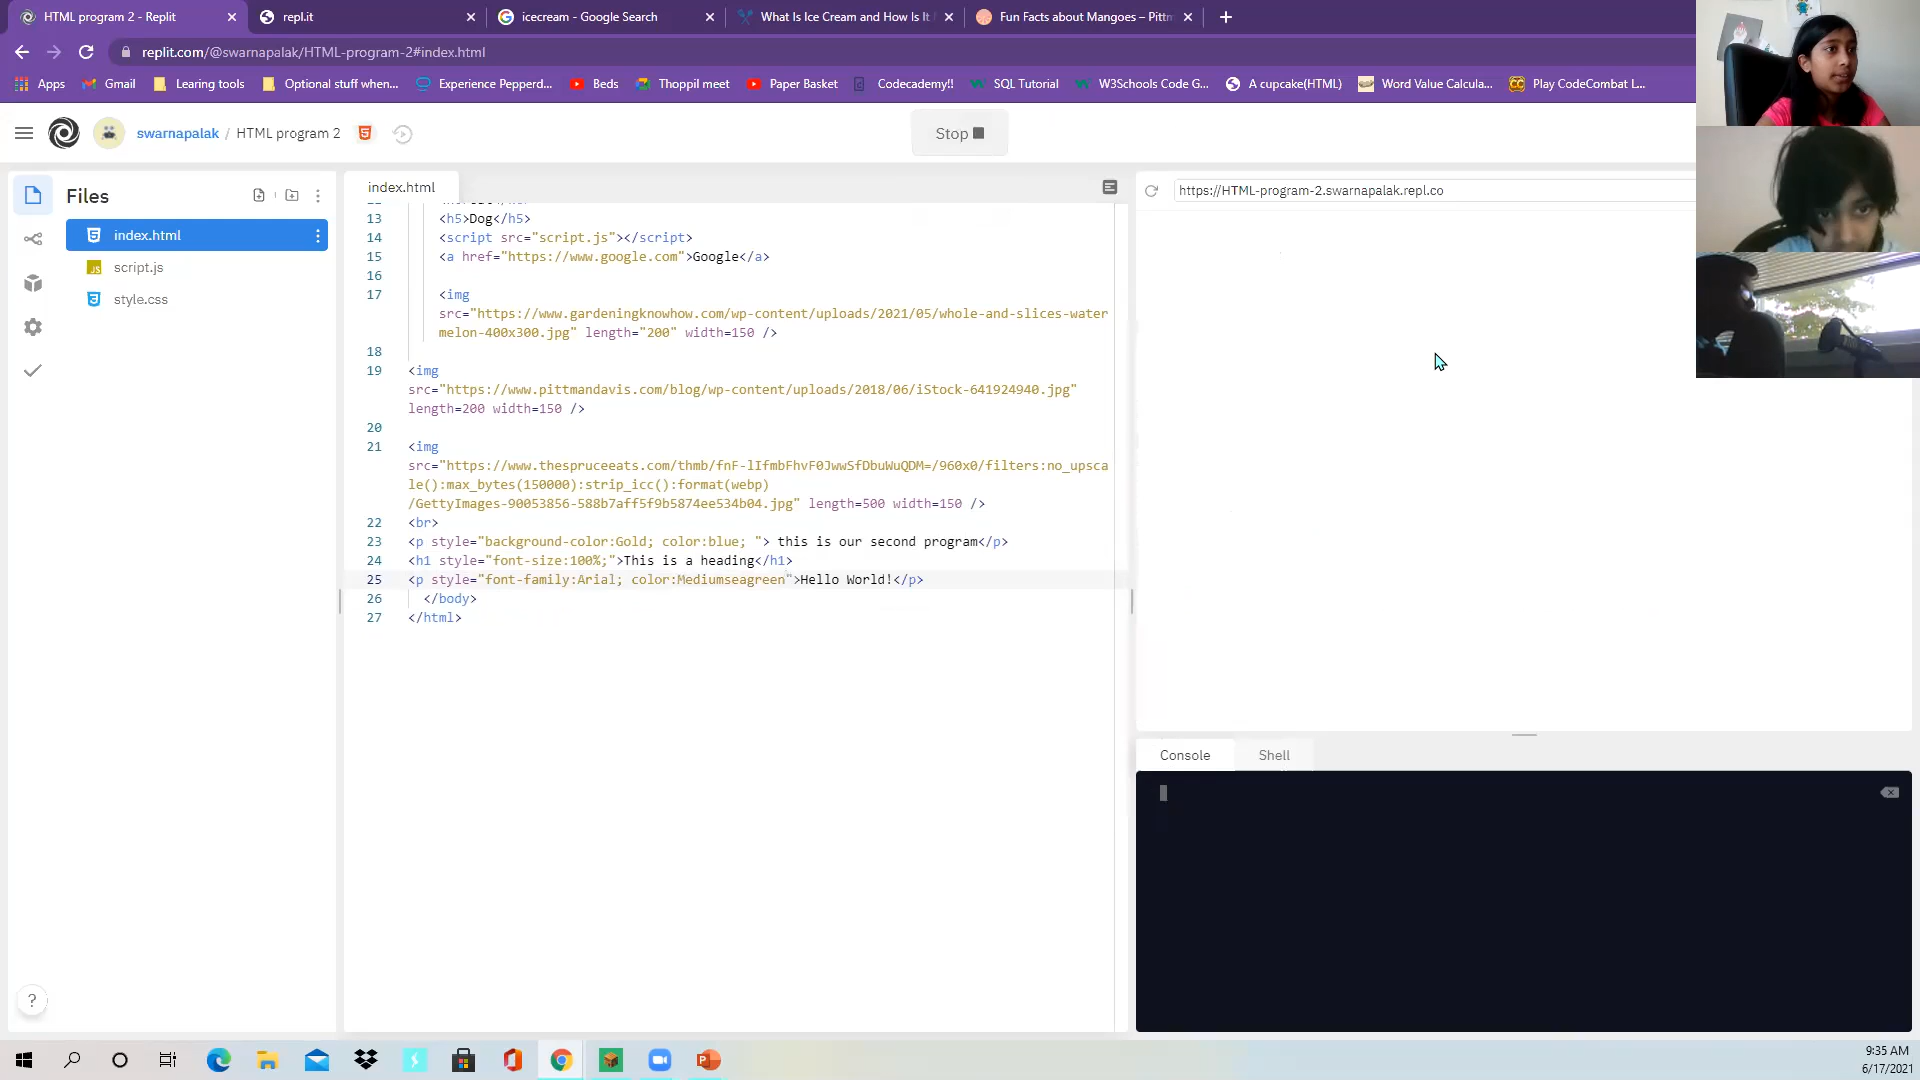 HTML program 2 - Replit
repl.it
icecream - Google Search
What Is Ice Cream and How Is It
Fun Facts about Mangoes – Pittm
replit.com/@swarnapalak/HTML-program-2#index.html
Apps
Gmail
Learing tools
Optional stuff when...
Experience Pepperd...
Beds
Thoppil meet
Paper Basket
Codecademy!!
SQL Tutorial
W3Schools Code G...
A cupcake(HTML)
Word Value Calcula...
Play CodeCombat L...
swarnapalak / HTML program 2
Stop
Files
index.html
script.js
style.css
index.html
13 <h5>Dog</h5>
14 <script src="script.js"></script>
15 <a href="https://www.google.com">Google</a>
16
17 <img
src="https://www.gardeningknowhow.com/wp-content/uploads/2021/05/whole-and-slices-water
melon-400x300.jpg" length="200" width=150 />
18
19 <img
src="https://www.pittmandavis.com/blog/wp-content/uploads/2018/06/iStock-641924940.jpg"
length=200 width=150 />
20
21 <img
src="https://www.thespruceeats.com/thmb/fnF-lIfmbFhvF0JwwSfDbuWuQDM=/960x0/filters:no_upsca
le():max_bytes(150000):strip_icc():format(webp)
/GettyImages-90053856-588b7aff5f9b5874ee534b04.jpg" length=500 width=150 />
22 <br>
23 <p style="background-color:Gold; color:blue; "> this is our second program</p>
24 <h1 style="font-size:100%;">This is a heading</h1>
25 <p style="font-family:Arial; color:Mediumseagreen">Hello World!</p>
26 </body>
27 </html>
https://HTML-program-2.swarnapalak.repl.co
Console
Shell
?
9:35 AM
6/17/2021